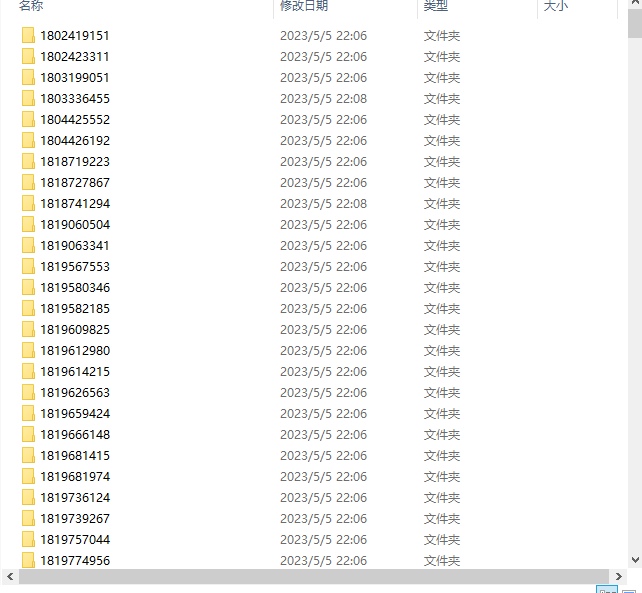 名称 修改日期 类型 大小
1802419151 2023/5/5 22:06 文件夹
1802423311 2023/5/5 22:06 文件夹
1803199051 2023/5/5 22:06 文件夹
1803336455 2023/5/5 22:08 文件夹
1804425552 2023/5/5 22:06 文件夹
1804426192 2023/5/5 22:06 文件夹
1818719223 2023/5/5 22:06 文件夹
1818727867 2023/5/5 22:06 文件夹
1818741294 2023/5/5 22:08 文件夹
1819060504 2023/5/5 22:06 文件夹
1819063341 2023/5/5 22:06 文件夹
1819567553 2023/5/5 22:06 文件夹
1819580346 2023/5/5 22:06 文件夹
1819582185 2023/5/5 22:06 文件夹
1819609825 2023/5/5 22:06 文件夹
1819612980 2023/5/5 22:06 文件夹
1819614215 2023/5/5 22:06 文件夹
1819626563 2023/5/5 22:06 文件夹
1819659424 2023/5/5 22:06 文件夹
1819666148 2023/5/5 22:06 文件夹
1819681415 2023/5/5 22:06 文件夹
1819681974 2023/5/5 22:06 文件夹
1819736124 2023/5/5 22:06 文件夹
1819739267 2023/5/5 22:06 文件夹
1819757044 2023/5/5 22:06 文件夹
1819774956 2023/5/5 22:06 文件夹